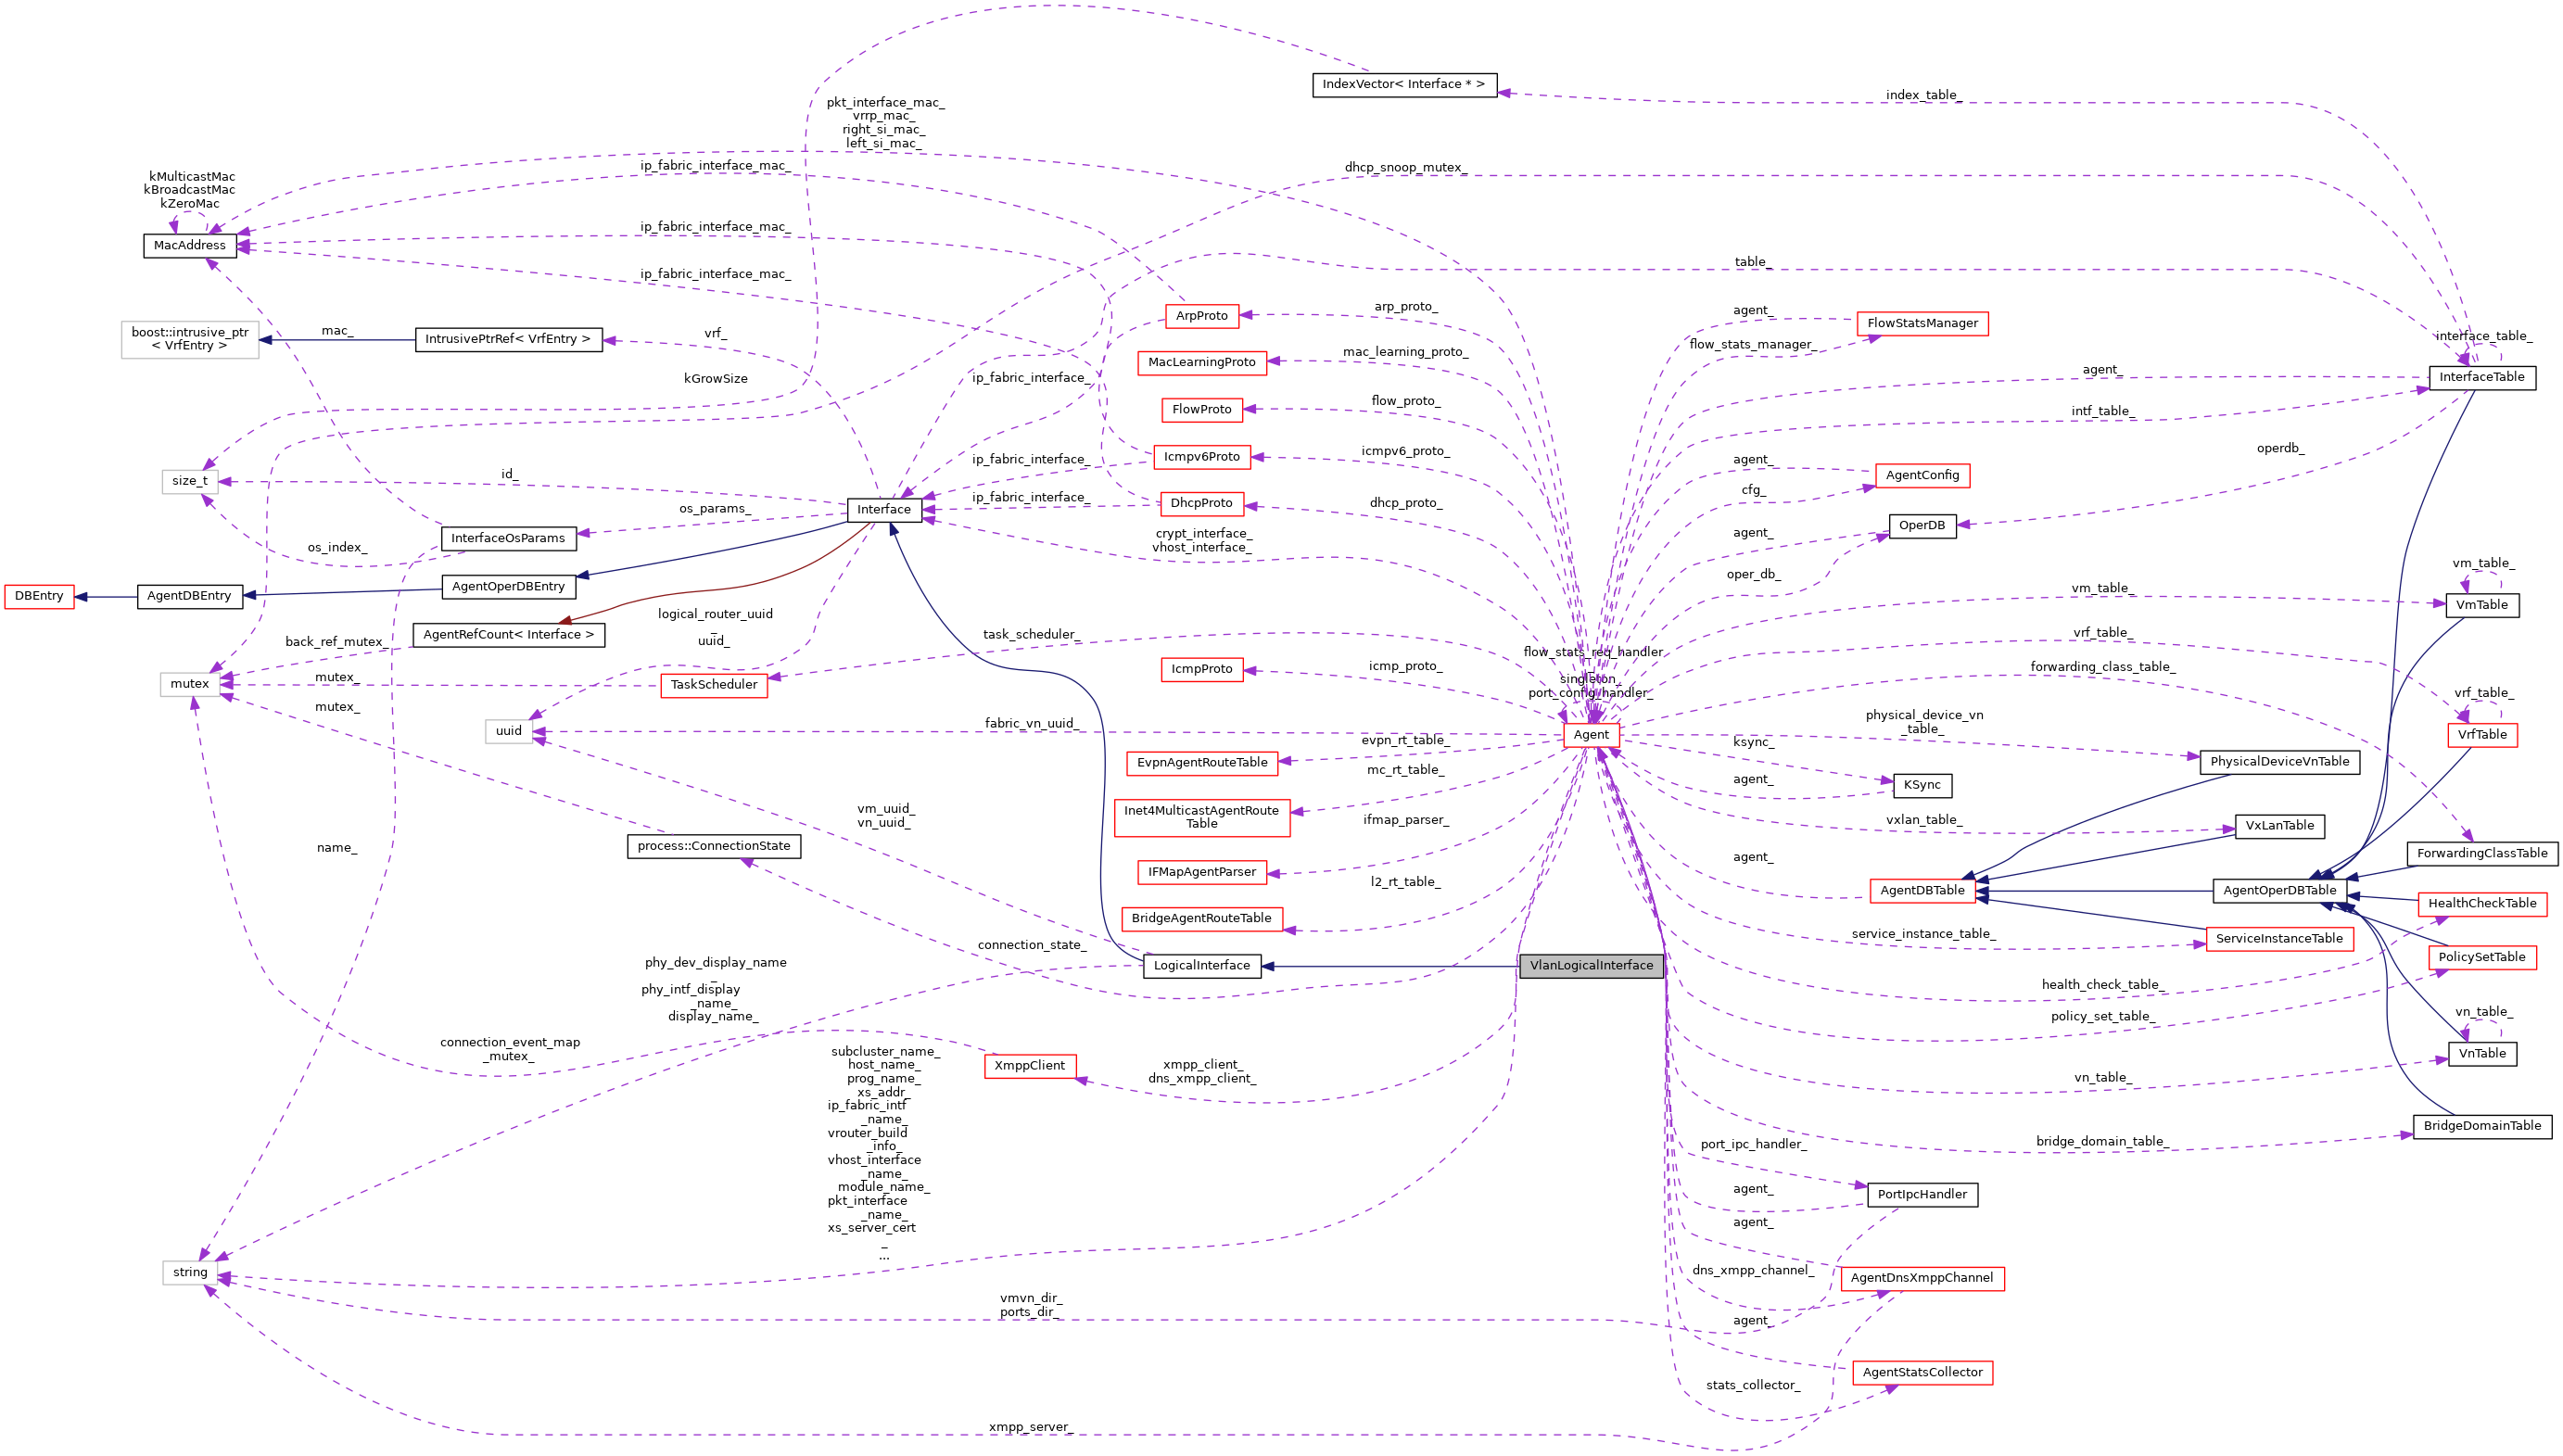 IndexVector< Interface * >
index_table_
pkt_interface_mac_
vrrp_mac_
right_si_mac_
left_si_mac_
ip_fabric_interface_mac_
dhcp_snoop_mutex_
kMulticastMac
kBroadcastMac
kZeroMac
MacAddress
ip_fabric_interface_mac_
ip_fabric_interface_mac_
table_
arp_proto_
ArpProto
agent_
FlowStatsManager
boost::intrusive_ptr
< VrfEntry >
mac_
IntrusivePtrRef< VrfEntry >
vrf_
flow_stats_manager_
interface_table_
mac_learning_proto_
MacLearningProto
kGrowSize
ip_fabric_interface_
agent_
InterfaceTable
flow_proto_
FlowProto
intf_table_
icmpv6_proto_
Icmpv6Proto
ip_fabric_interface_
agent_
operdb_
size_t
id_
AgentConfig
cfg_
ip_fabric_interface_
DhcpProto
dhcp_proto_
Interface
os_params_
InterfaceOsParams
os_index_
crypt_interface_
vhost_interface_
agent_
OperDB
oper_db_
vm_table_
DBEntry
AgentDBEntry
AgentOperDBEntry
vm_table_
VmTable
logical_router_uuid
_
uuid_
AgentRefCount< Interface >
back_ref_mutex_
task_scheduler_
vrf_table_
flow_stats_req_handler
_
singleton_
port_config_handler_
icmp_proto_
IcmpProto
forwarding_class_table_
mutex
mutex_
TaskScheduler
mutex_
vrf_table_
uuid
fabric_vn_uuid_
Agent
physical_device_vn
_table_
VrfTable
evpn_rt_table_
EvpnAgentRouteTable
ksync_
PhysicalDeviceVnTable
mc_rt_table_
agent_
KSync
Inet4MulticastAgentRoute
Table
vm_uuid_
vn_uuid_
ifmap_parser_
vxlan_table_
VxLanTable
name_
process::ConnectionState
IFMapAgentParser
agent_
ForwardingClassTable
l2_rt_table_
AgentDBTable
AgentOperDBTable
HealthCheckTable
BridgeAgentRouteTable
service_instance_table_
ServiceInstanceTable
connection_state_
LogicalInterface
VlanLogicalInterface
PolicySetTable
phy_dev_display_name
_
phy_intf_display
_name_
display_name_
health_check_table_
policy_set_table_
vn_table_
connection_event_map
_mutex_
XmppClient
xmpp_client_
dns_xmpp_client_
VnTable
vn_table_
subcluster_name_
host_name_
prog_name_
xs_addr_
ip_fabric_intf
_name_
vrouter_build
_info_
vhost_interface
_name_
module_name_
pkt_interface
_name_
xs_server_cert
_
...
BridgeDomainTable
bridge_domain_table_
port_ipc_handler_
agent_
PortIpcHandler
agent_
string
dns_xmpp_channel_
AgentDnsXmppChannel
vmvn_dir_
ports_dir_
agent_
AgentStatsCollector
stats_collector_
xmpp_server_